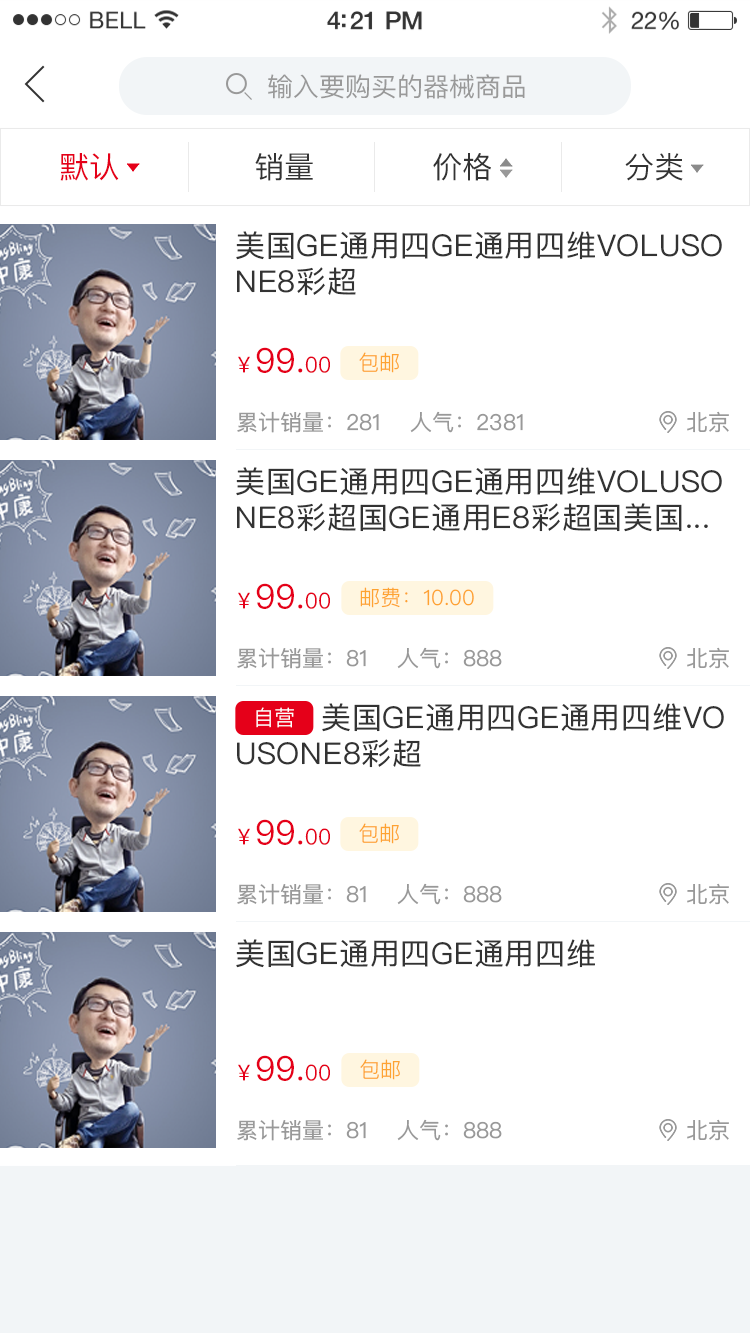 BELL
4:21 PM
22%
输入要购买的器械商品
默认
销量
价格
分类
美国GE通用四GE通用四维VOLUSO
NE8彩超
¥99.00 包邮
累计销量：281 人气：2381 北京
美国GE通用四GE通用四维VOLUSO
NE8彩超国GE通用E8彩超国美国...
¥99.00 邮费：10.00
累计销量：81 人气：888 北京
自营 美国GE通用四GE通用四维VO
USONE8彩超
¥99.00 包邮
累计销量：81 人气：888 北京
美国GE通用四GE通用四维
¥99.00 包邮
累计销量：81 人气：888 北京